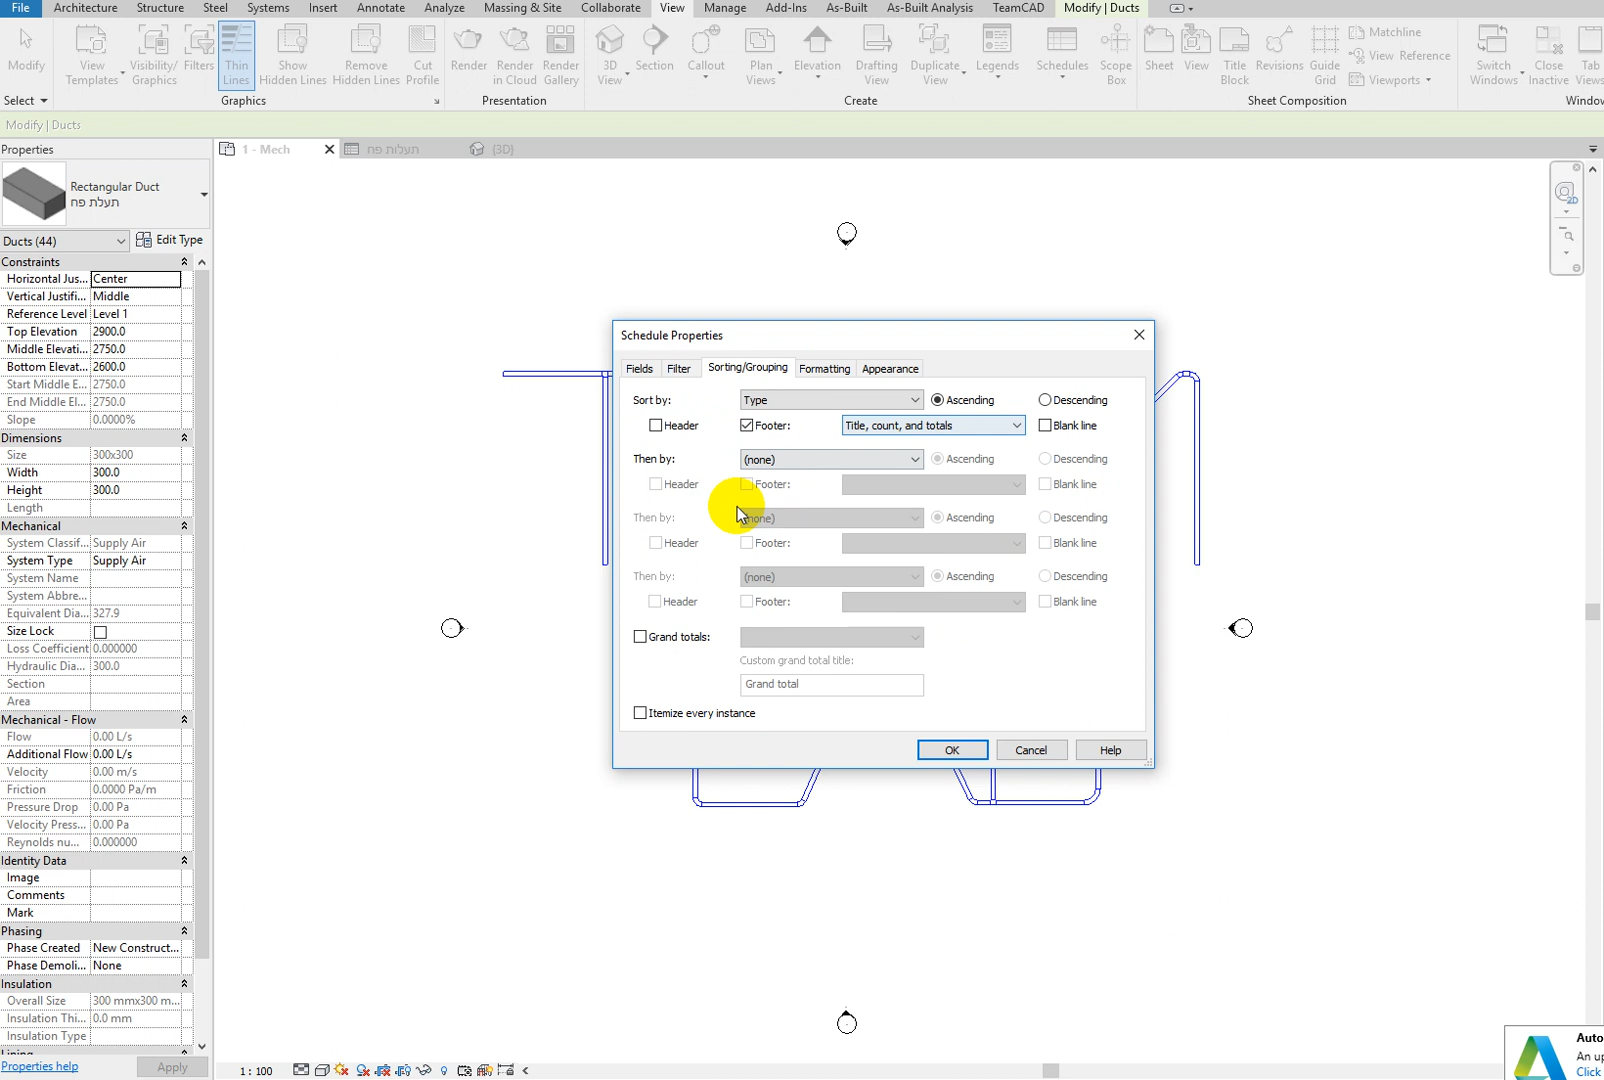 File Architecture Structure Steel Systems Insert Annotate Analyze Massing & Site Collaborate View Manage Add-Ins As-Built As-Built Analysis TeamCAD Modify | Ducts
Modify
View Templates
Visibility/ Graphics
Filters
Thin Lines
Show Hidden Lines
Remove Hidden Lines
Cut Profile
Render
Render in Cloud
Render Gallery
3D View
Section
Callout
Plan Views
Elevation
Drafting View
Duplicate View
Legends
Schedules
Scope Box
Sheet
View
Title Block
Revisions
Guide Grid
Matchline
View Reference
Viewports
Switch Windows
Close Inactive
Tab Views
Select Graphics Presentation Create Sheet Composition Window
Modify | Ducts
Properties
1 - Mech
תעלות פח
{3D}
Rectangular Duct
תעלת פח
Ducts (44)
Edit Type
Constraints
Horizontal Jus... Center
Vertical Justifi... Middle
Reference Level Level 1
Top Elevation 2900.0
Middle Elevati... 2750.0
Bottom Elevat... 2600.0
Start Middle E... 2750.0
End Middle El... 2750.0
Slope 0.0000%
Dimensions
Size 300x300
Width 300.0
Height 300.0
Length
Mechanical
System Classif... Supply Air
System Type Supply Air
System Name
System Abbre...
Equivalent Dia... 327.9
Size Lock
Loss Coefficient 0.000000
Hydraulic Dia... 300.0
Section
Area
Mechanical - Flow
Flow 0.00 L/s
Additional Flow 0.00 L/s
Velocity 0.00 m/s
Friction 0.0000 Pa/m
Pressure Drop 0.00 Pa
Velocity Press... 0.00 Pa
Reynolds nu... 0.000000
Identity Data
Image
Comments
Mark
Phasing
Phase Created New Construct...
Phase Demoli... None
Insulation
Overall Size 300 mmx300 m...
Insulation Thi... 0.0 mm
Insulation Type
Lining
Properties help
Apply
Schedule Properties
Fields Filter Sorting/Grouping Formatting Appearance
Sort by: Type Ascending Descending
Header Footer: Title, count, and totals Blank line
Then by: (none) Ascending Descending
Header Footer: Blank line
Then by: (none) Ascending Descending
Header Footer: Blank line
Then by: (none) Ascending Descending
Header Footer: Blank line
Grand totals:
Custom grand total title:
Grand total
Itemize every instance
OK Cancel Help
2D
1 : 100
Auto
An up
Click